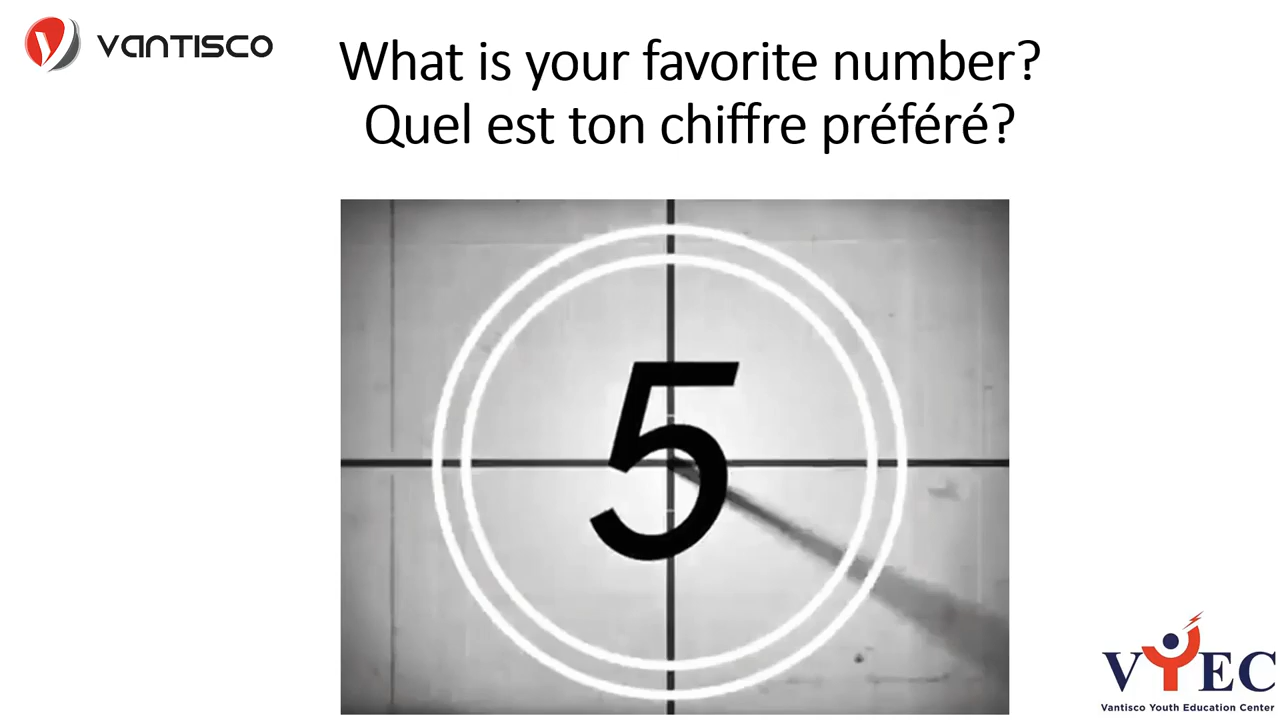 VANTISCO
What is your favorite number?
Quel est ton chiffre préféré?
5
VYEC
Vantisco Youth Education Center